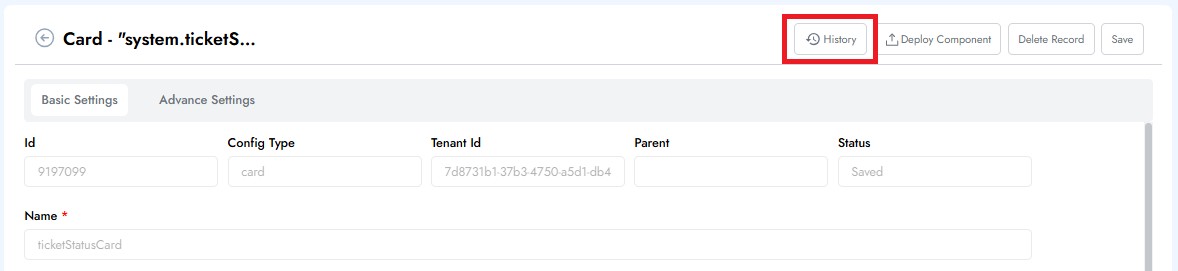 Card - "system.ticketS...
History
Deploy Component
Delete Record
Save
Basic Settings
Advance Settings
Id
Config Type
Tenant Id
Parent
Status
9197099
card
7d8731b1-37b3-4750-a5d1-db4
Saved
Name *
ticketStatusCard